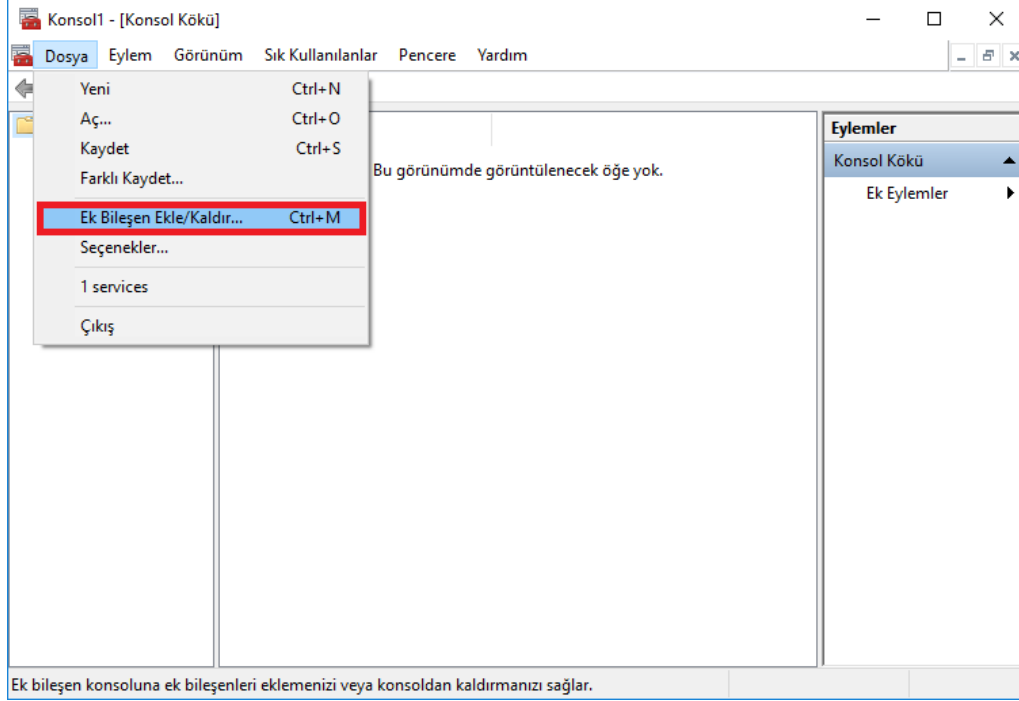 Konsol1 - [Konsol Kökü]
Dosya Eylem Görünüm Sık Kullanılanlar Pencere Yardım
Yeni Ctrl+N
Aç... Ctrl+O
Kaydet Ctrl+S
Farklı Kaydet...
Ek Bileşen Ekle/Kaldır... Ctrl+M
Seçenekler...
1 services
Çıkış
Bu görünümde görüntülenecek öğe yok.
Eylemler
Konsol Kökü
Ek Eylemler
Ek bileşen konsoluna ek bileşenleri eklemenizi veya konsoldan kaldırmanızı sağlar.